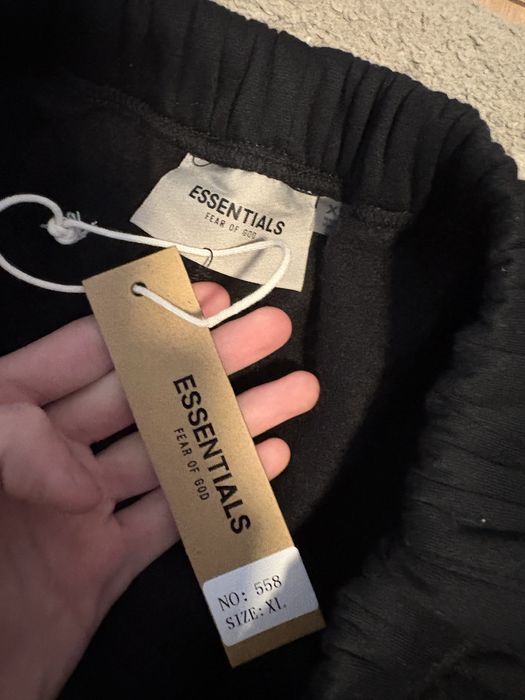 ESSENTIALS
FEAR OF GOD
X
ESSENTIALS
FEAR OF GOD
NO: 558
SIZE: XL